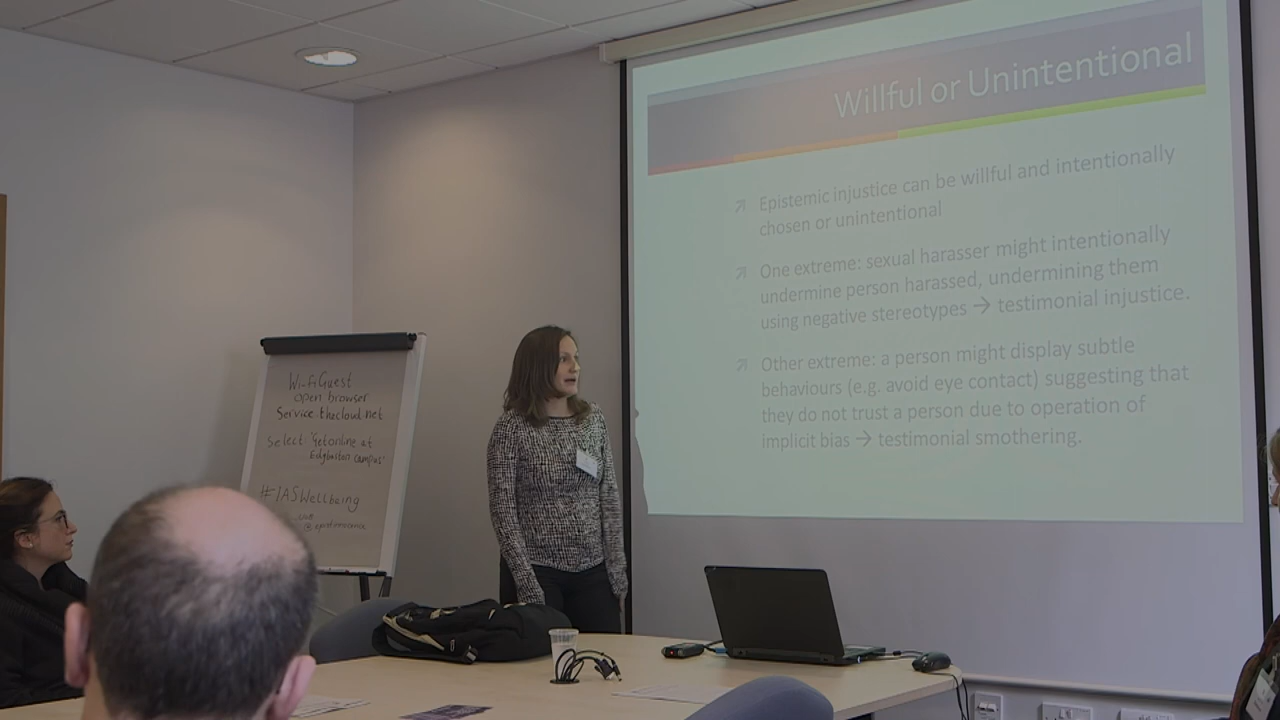 Willful or Unintentional
Epistemic injustice can be willful and intentionally
chosen or unintentional
One extreme: sexual harasser might intentionally
undermine person harassed, undermining them
using negative stereotypes → testimonial injustice.
Other extreme: a person might display subtle
behaviours (e.g. avoid eye contact) suggesting that
they do not trust a person due to operation of
implicit bias → testimonial smothering.
Wi-fi Guest
open browser
Service.thecloud.net
Select: 'Get online at
Edgbaston campus'
#IASWellbeing